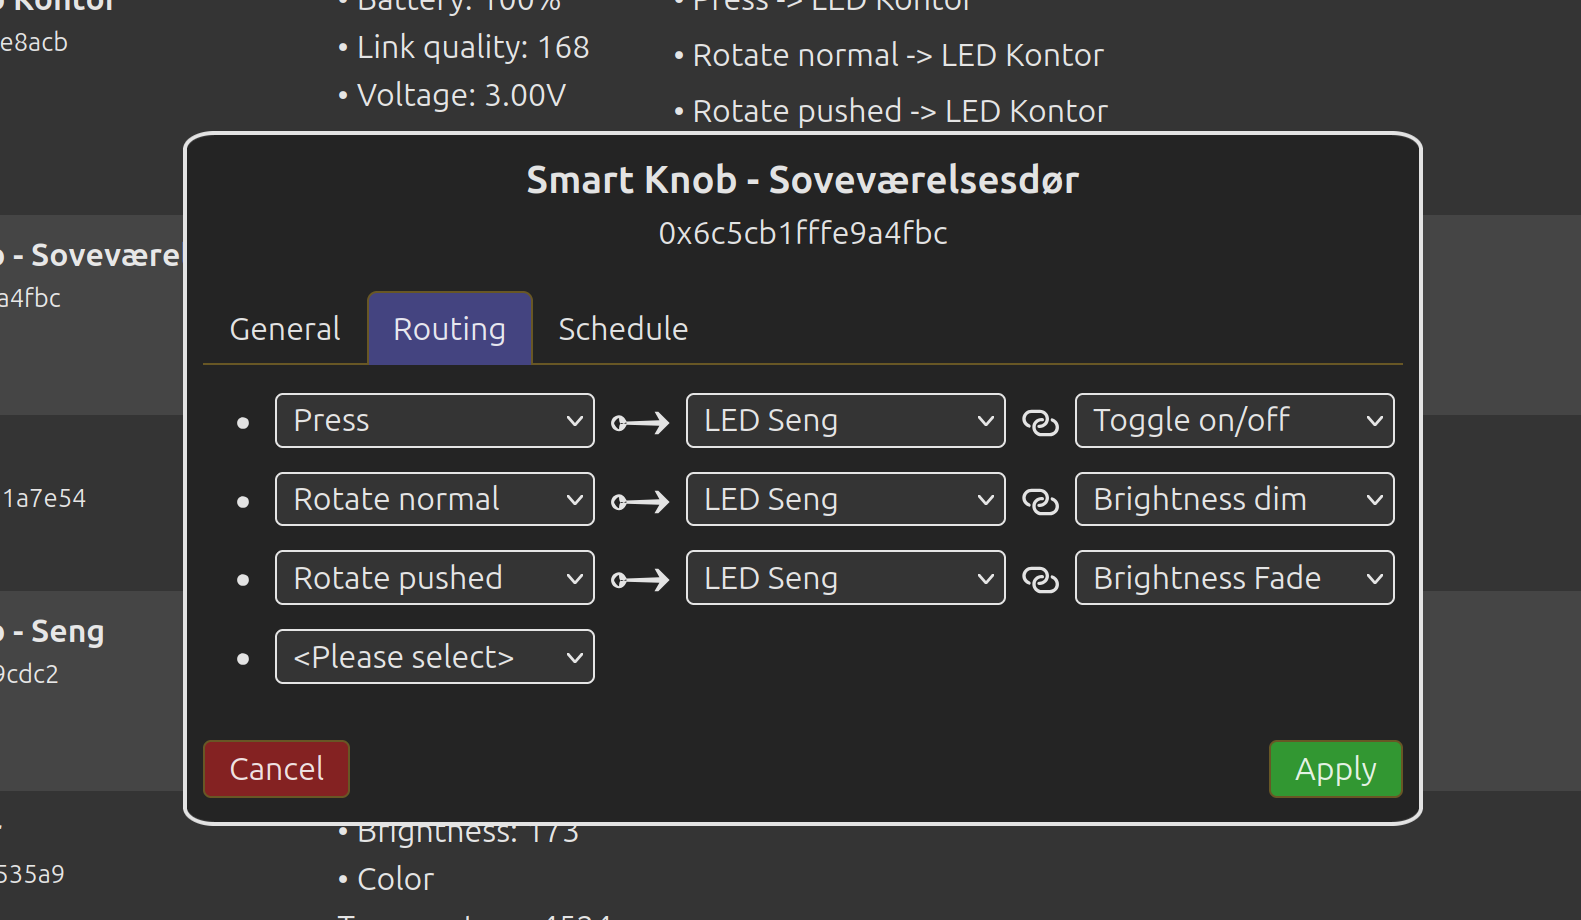 Kontor
e8acb
• Battery: 100%
• Link quality: 168
• Voltage: 3.00V
• Press -> LED Kontor
• Rotate normal -> LED Kontor
• Rotate pushed -> LED Kontor
- Sovevære
a4fbc
1a7e54
- Seng
9cdc2
535a9
Smart Knob - Soveværelsesdør
0x6c5cb1fffe9a4fbc
General Routing Schedule
• Press LED Seng Toggle on/off
• Rotate normal LED Seng Brightness dim
• Rotate pushed LED Seng Brightness Fade
• <Please select>
Cancel Apply
• Brightness: 173
• Color